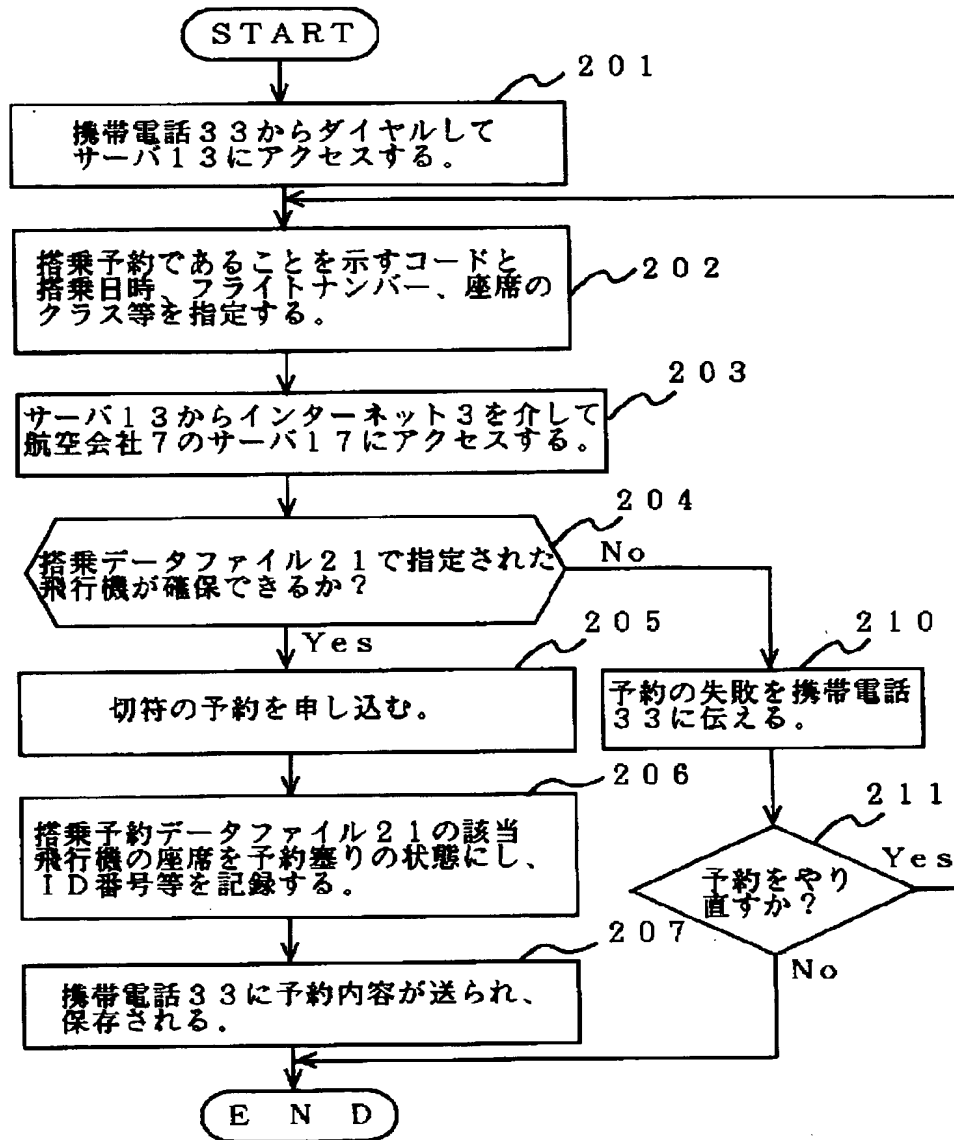 START
201
携帯電話33からダイヤルして
サーバ13にアクセスする。
搭乗予約であることを示すコードと
搭乗日時、フライトナンバー、座席の
クラス等を指定する。
202
203
サーバ13からインターネット3を介して
航空会社7のサーバ17にアクセスする。
204
搭乗データファイル21で指定された
飛行機が確保できるか?
No
Yes
205
切符の予約を申し込む。
210
予約の失敗を携帯電話
33に伝える。
206
搭乗予約データファイル21の該当
飛行機の座席を予約塞りの状態にし、
ID番号等を記録する。
211
予約をやり
直すか?
Yes
No
207
携帯電話33に予約内容が送られ、
保存される。
END